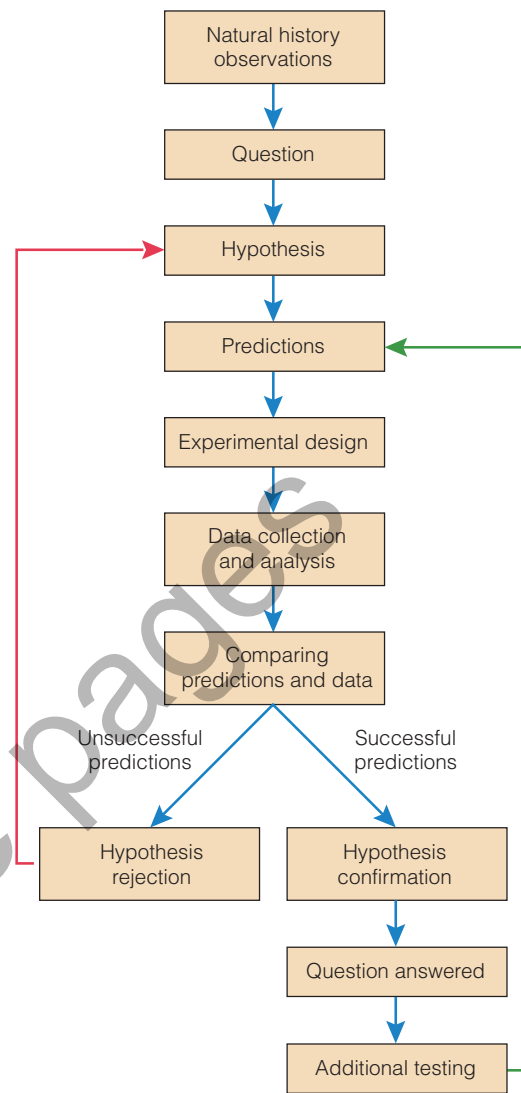 Natural history
observations
Question
Hypothesis
Predictions
Experimental design
Data collection
and analysis
Comparing
predictions and data
Unsuccessful
predictions
Successful
predictions
Hypothesis
rejection
Hypothesis
confirmation
Question answered
Additional testing
pages